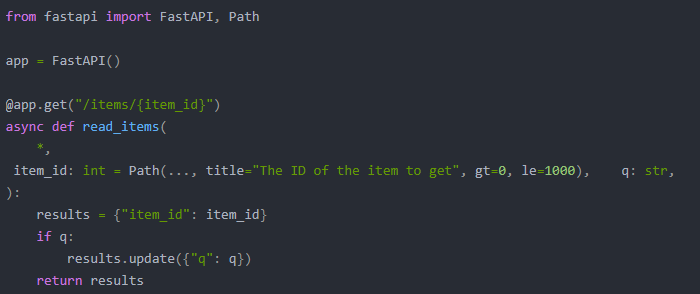 from fastapi import FastAPI, Path
app = FastAPI()
@app.get("/items/{item_id}")
async def read_items(
*,
item_id: int = Path(..., title="The ID of the item to get", gt=0, le=1000),    q: str,
):
results = {"item_id": item_id}
if q:
results.update({"q": q})
return results